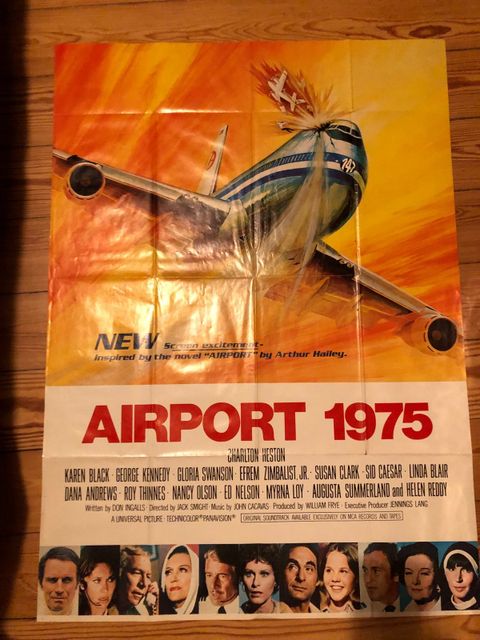 747
NEW Screen excitement-
inspired by the novel "AIRPORT" by Arthur Hailey.
AIRPORT 1975
CHARLTON HESTON
KAREN BLACK · GEORGE KENNEDY · GLORIA SWANSON · EFREM ZIMBALIST, JR. · SUSAN CLARK · SID CAESAR · LINDA BLAIR
DANA ANDREWS · ROY THINNES · NANCY OLSON · ED NELSON · MYRNA LOY · AUGUSTA SUMMERLAND and HELEN REDDY
Written by DON INGALLS · Directed by JACK SMIGHT · Music by JOHN CACAVAS · Produced by WILLIAM FRYE · Executive Producer JENNINGS LANG
A UNIVERSAL PICTURE · TECHNICOLOR® PANAVISION® ORIGINAL SOUNDTRACK AVAILABLE EXCLUSIVELY ON MCA RECORDS AND TAPES